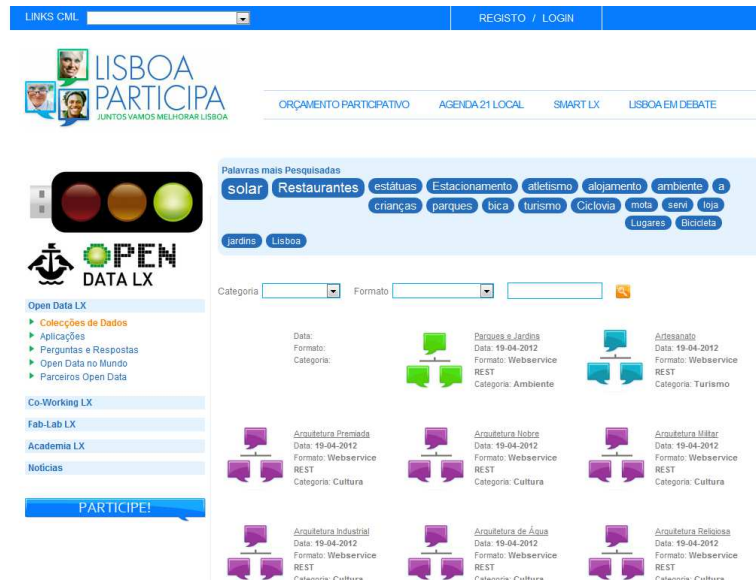 LINKS CML
REGISTO / LOGIN
LISBOA
PARTICIPA
JUNTOS VAMOS MELHORAR LISBOA
ORÇAMENTO PARTICIPATIVO AGENDA 21 LOCAL SMART LX LISBOA EM DEBATE
OPEN
DATA LX
Open Data LX
Colecções de Dados
Aplicações
Perguntas e Respostas
Open Data no Mundo
Parceiros Open Data
Co-Working LX
Fab-Lab LX
Academia LX
Notícias
PARTICIPE!
Palavras mais Pesquisadas
solar Restaurantes estátuas Estacionamento atletismo alojamento ambiente a
crianças parques bica turismo Ciclovia mota servi loja
Lugares Bicicleta
jardins Lisboa
Categoria Formato
Data:
Formato:
Categoria:
Parques e Jardins
Data: 19-04-2012
Formato: Webservice
REST
Categoria: Ambiente
Artesanato
Data: 19-04-2012
Formato: Webservice
REST
Categoria: Turismo
Arquitetura Premiada
Data: 19-04-2012
Formato: Webservice
REST
Categoria: Cultura
Arquitetura Nobre
Data: 19-04-2012
Formato: Webservice
REST
Categoria: Cultura
Arquitetura Militar
Data: 19-04-2012
Formato: Webservice
REST
Categoria: Cultura
Arquitetura Industrial
Data: 19-04-2012
Formato: Webservice
REST
Categoria: Cultura
Arquitetura de Água
Data: 19-04-2012
Formato: Webservice
REST
Categoria: Cultura
Arquitetura Religiosa
Data: 19-04-2012
Formato: Webservice
REST
Categoria: Cultura